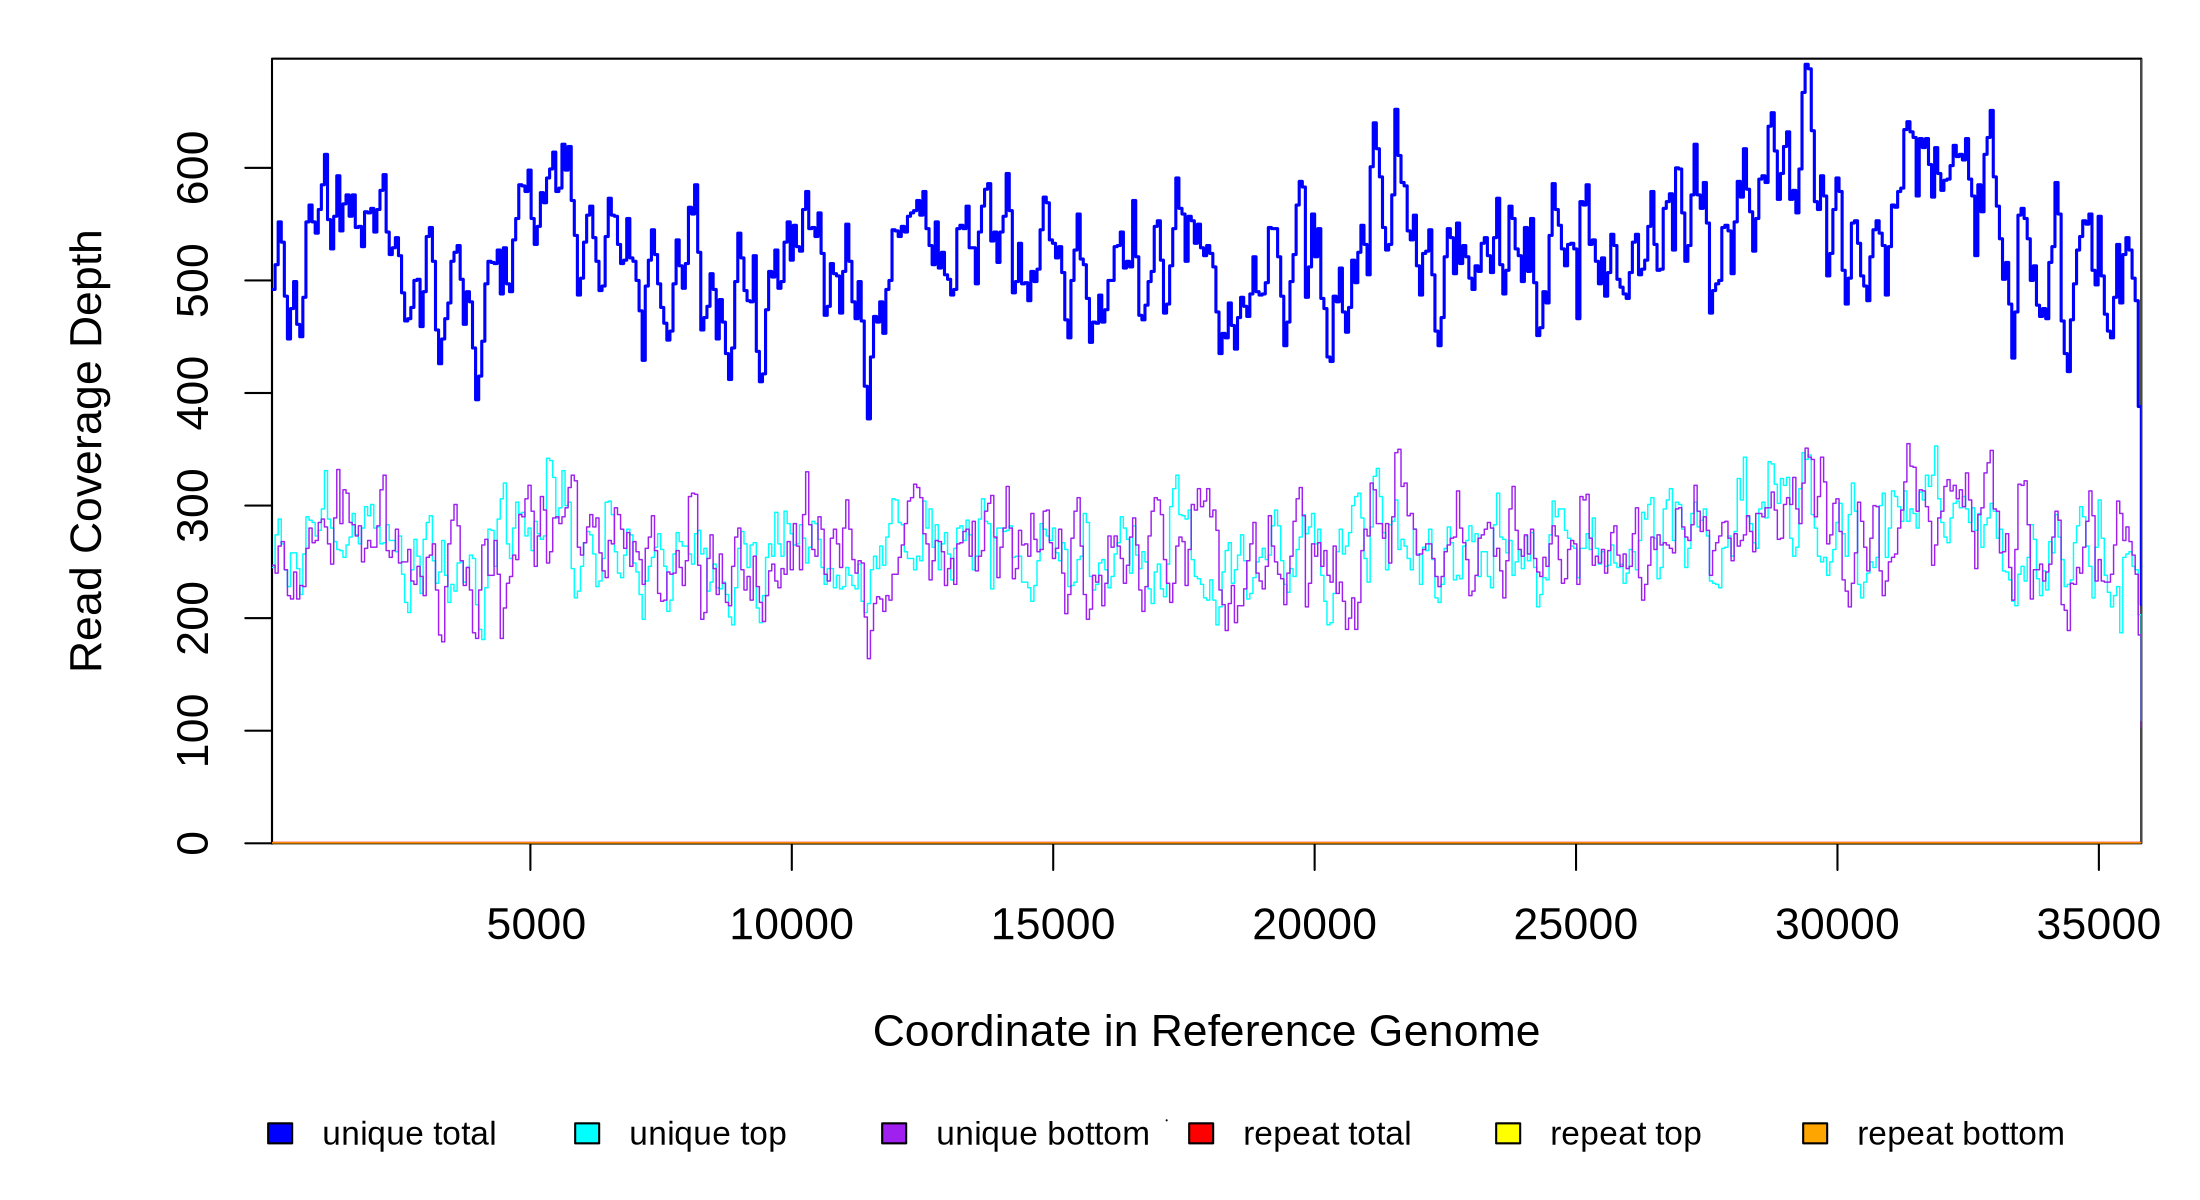 Read Coverage Depth
600
500
400
300
200
100
0
5000 10000 15000 20000 25000 30000 35000
Coordinate in Reference Genome
unique total unique top unique bottom repeat total repeat top repeat bottom